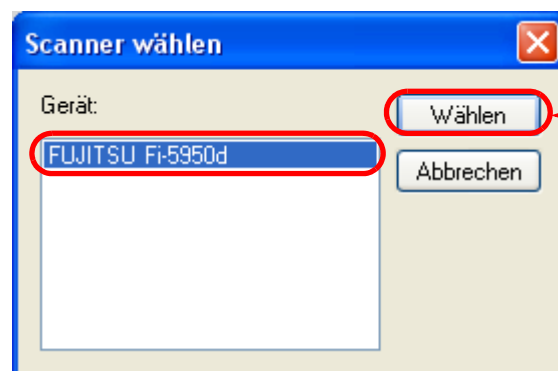 Scanner wählen
Gerät:
Wählen
FUJITSU Fi-5950d
Abbrechen